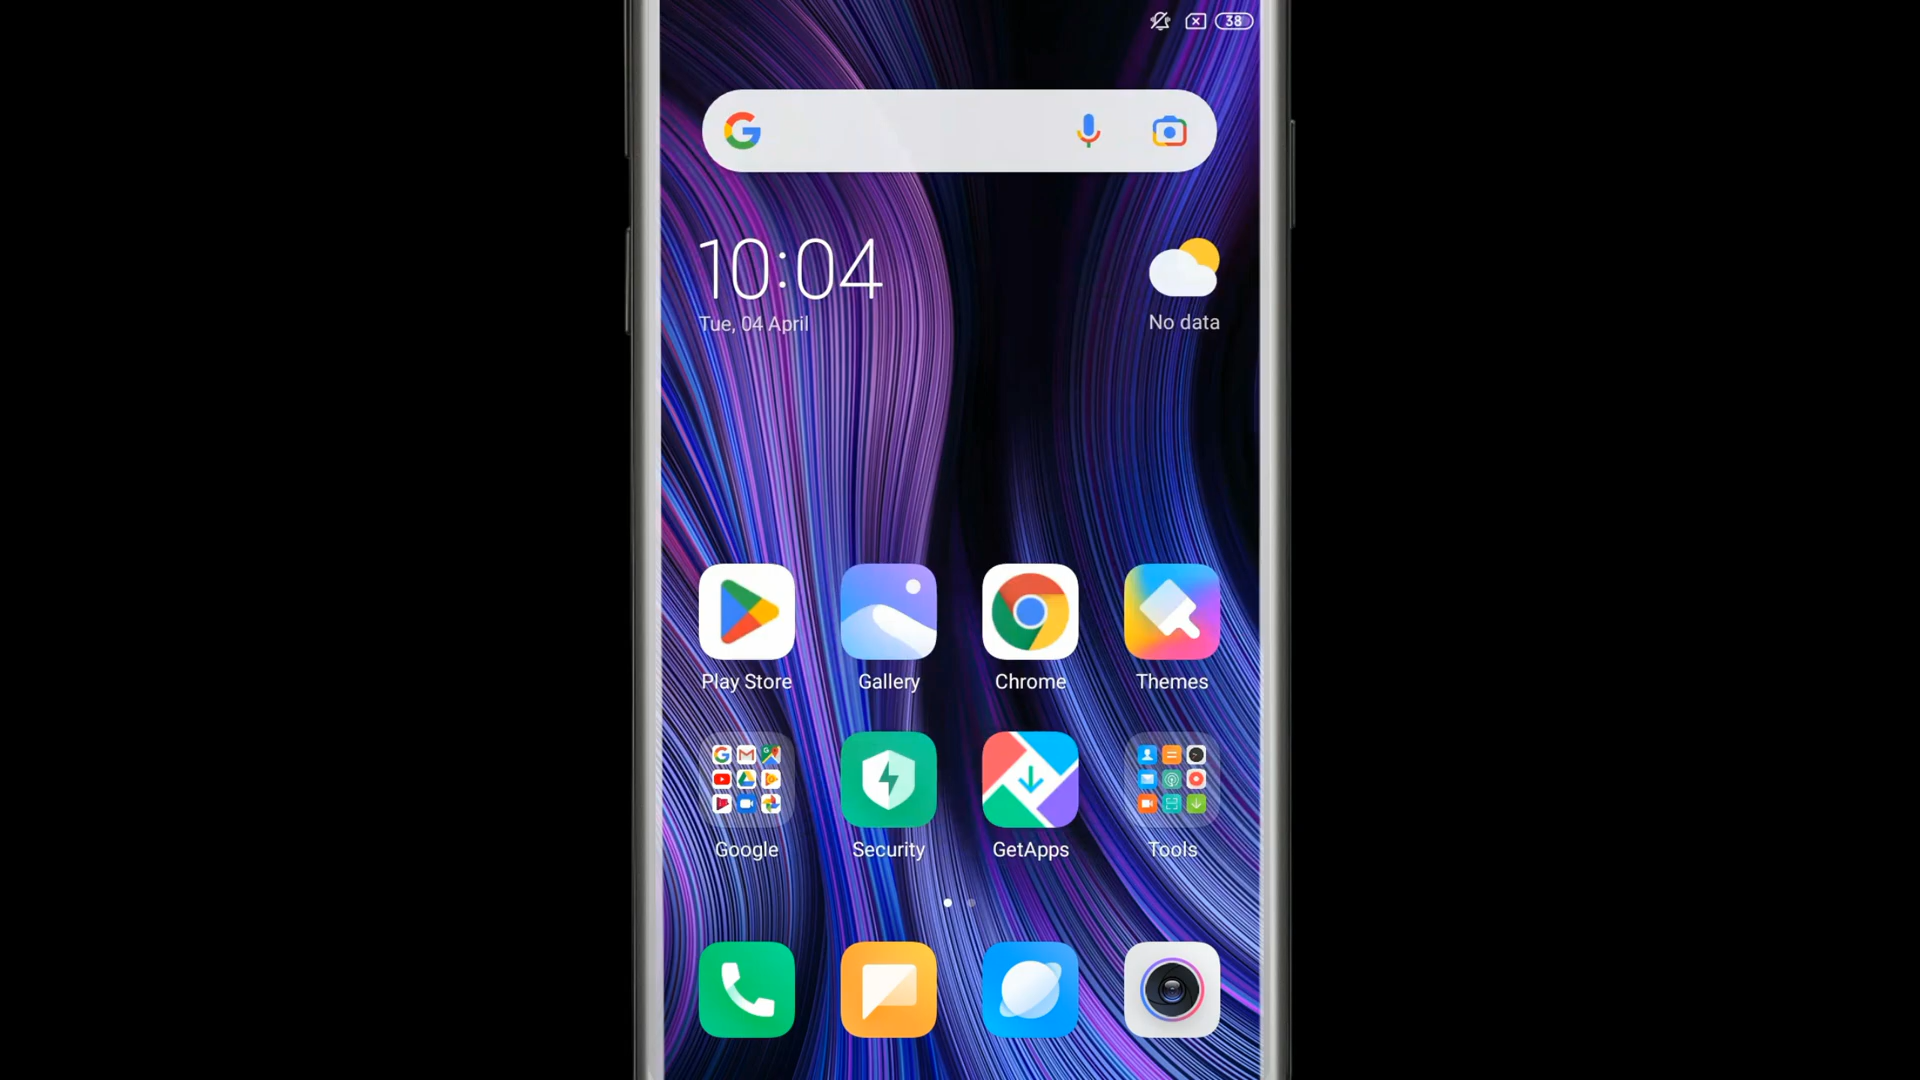 38
10:04
Tue, 04 April
No data
Play Store
Gallery
Chrome
Themes
Google
Security
GetApps
Tools